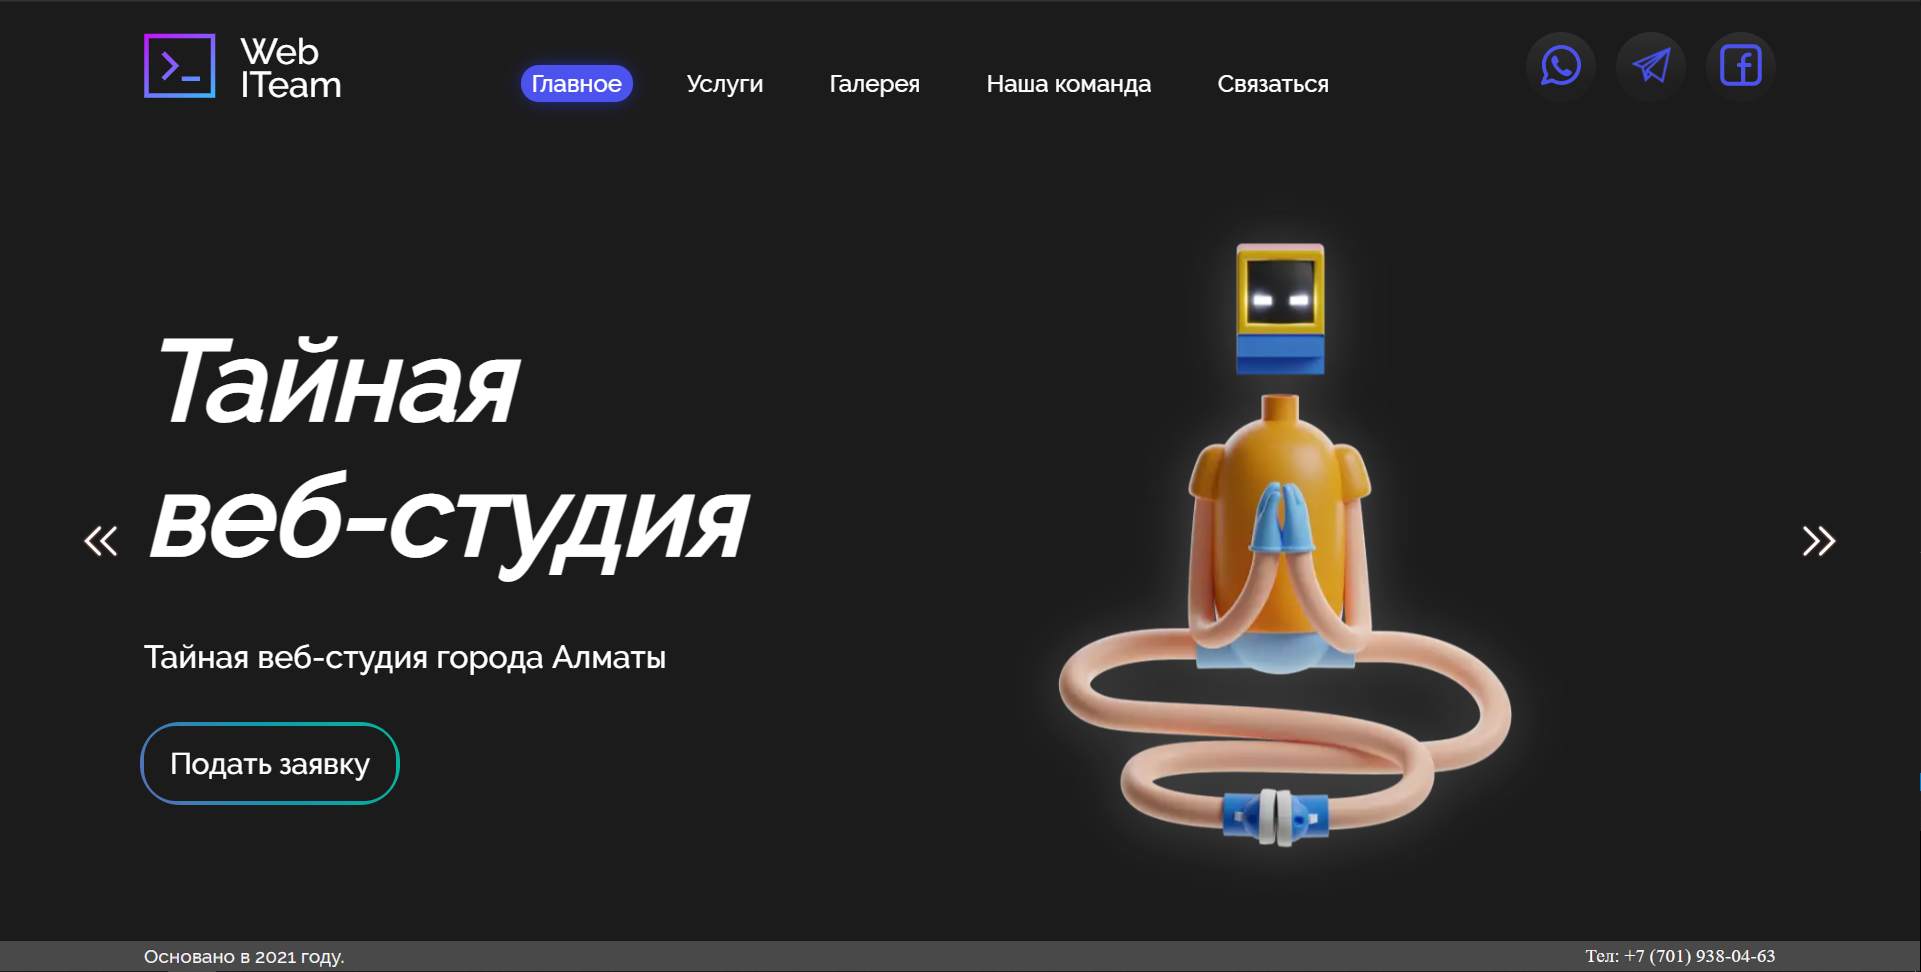 Web
ITeam
Главное
Услуги
Галерея
Наша команда
Связаться
Тайная
веб-студия
Тайная веб-студия города Алматы
Подать заявку
Основано в 2021 году.
Тел: +7 (701) 938-04-63